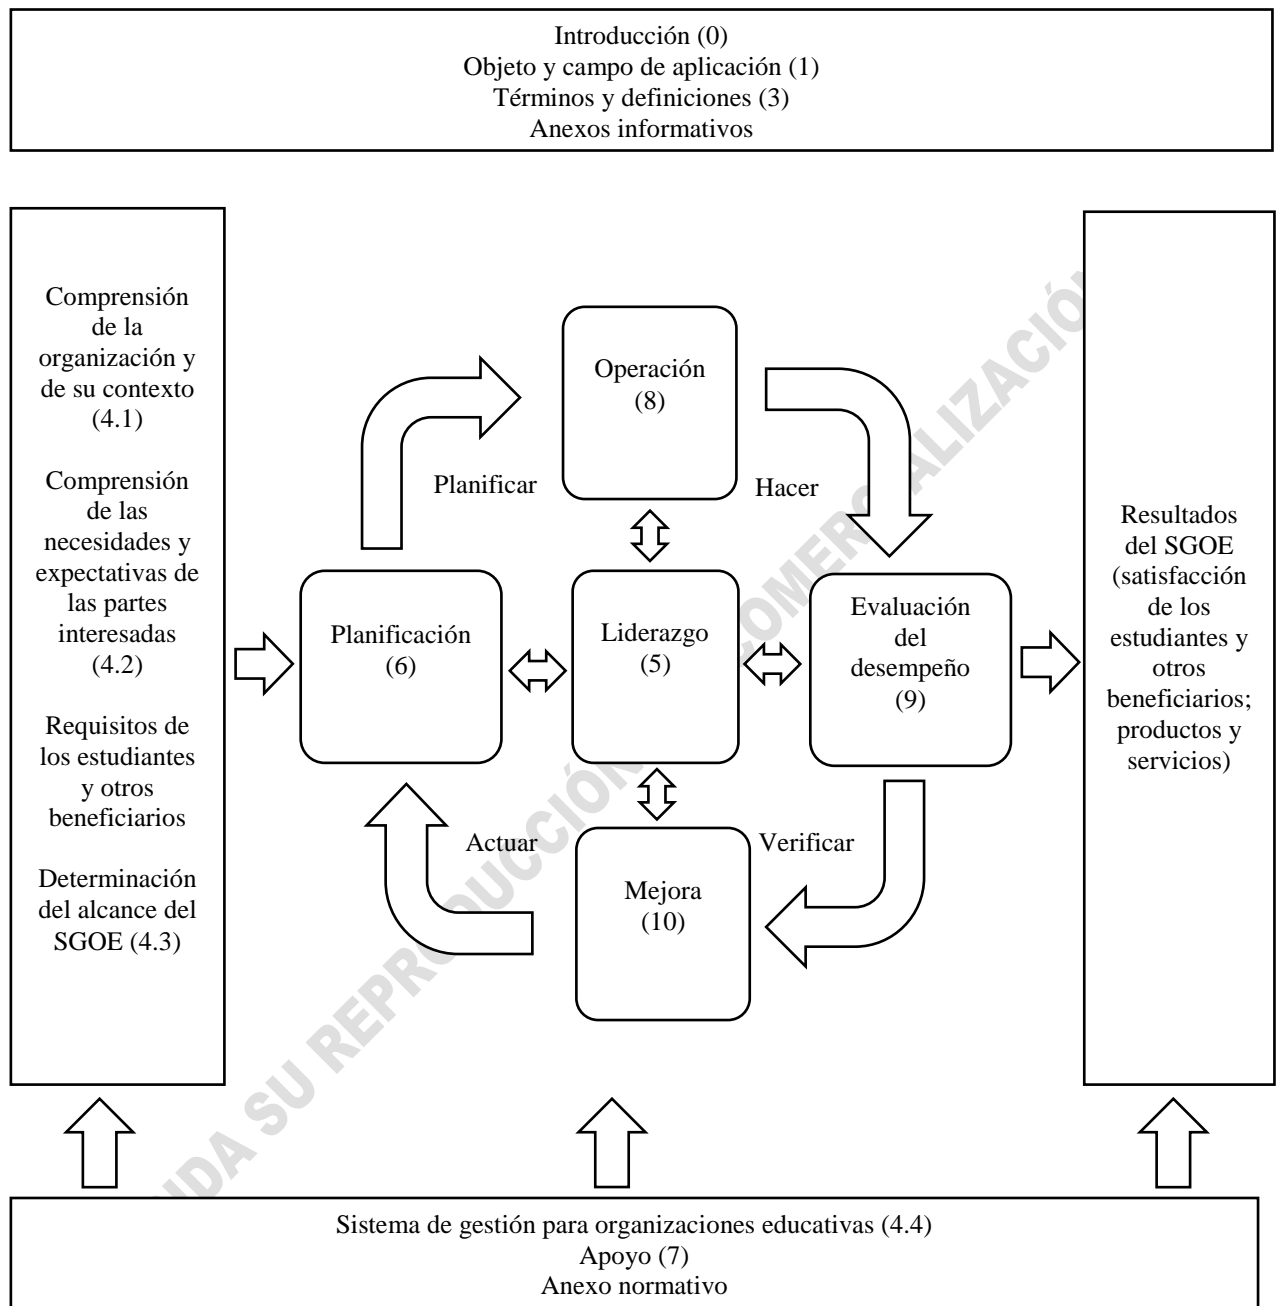 Introducción (0)
Objeto y campo de aplicación (1)
Términos y definiciones (3)
Anexos informativos
Comprensión
de la
organización y
de su contexto
(4.1)
Comprensión
de las
necesidades y
expectativas de
las partes
interesadas
(4.2)
Requisitos de
los estudiantes
y otros
beneficiarios
Determinación
del alcance del
SGOE (4.3)
Operación
(8)
Planificar
Hacer
Planificación
(6)
Liderazgo
(5)
Evaluación
del
desempeño
(9)
Actuar
Verificar
Mejora
(10)
Resultados
del SGOE
(satisfacción
de los
estudiantes y
otros
beneficiarios;
productos y
servicios)
Sistema de gestión para organizaciones educativas (4.4)
Apoyo (7)
Anexo normativo
SU REPRODUCCIÓN